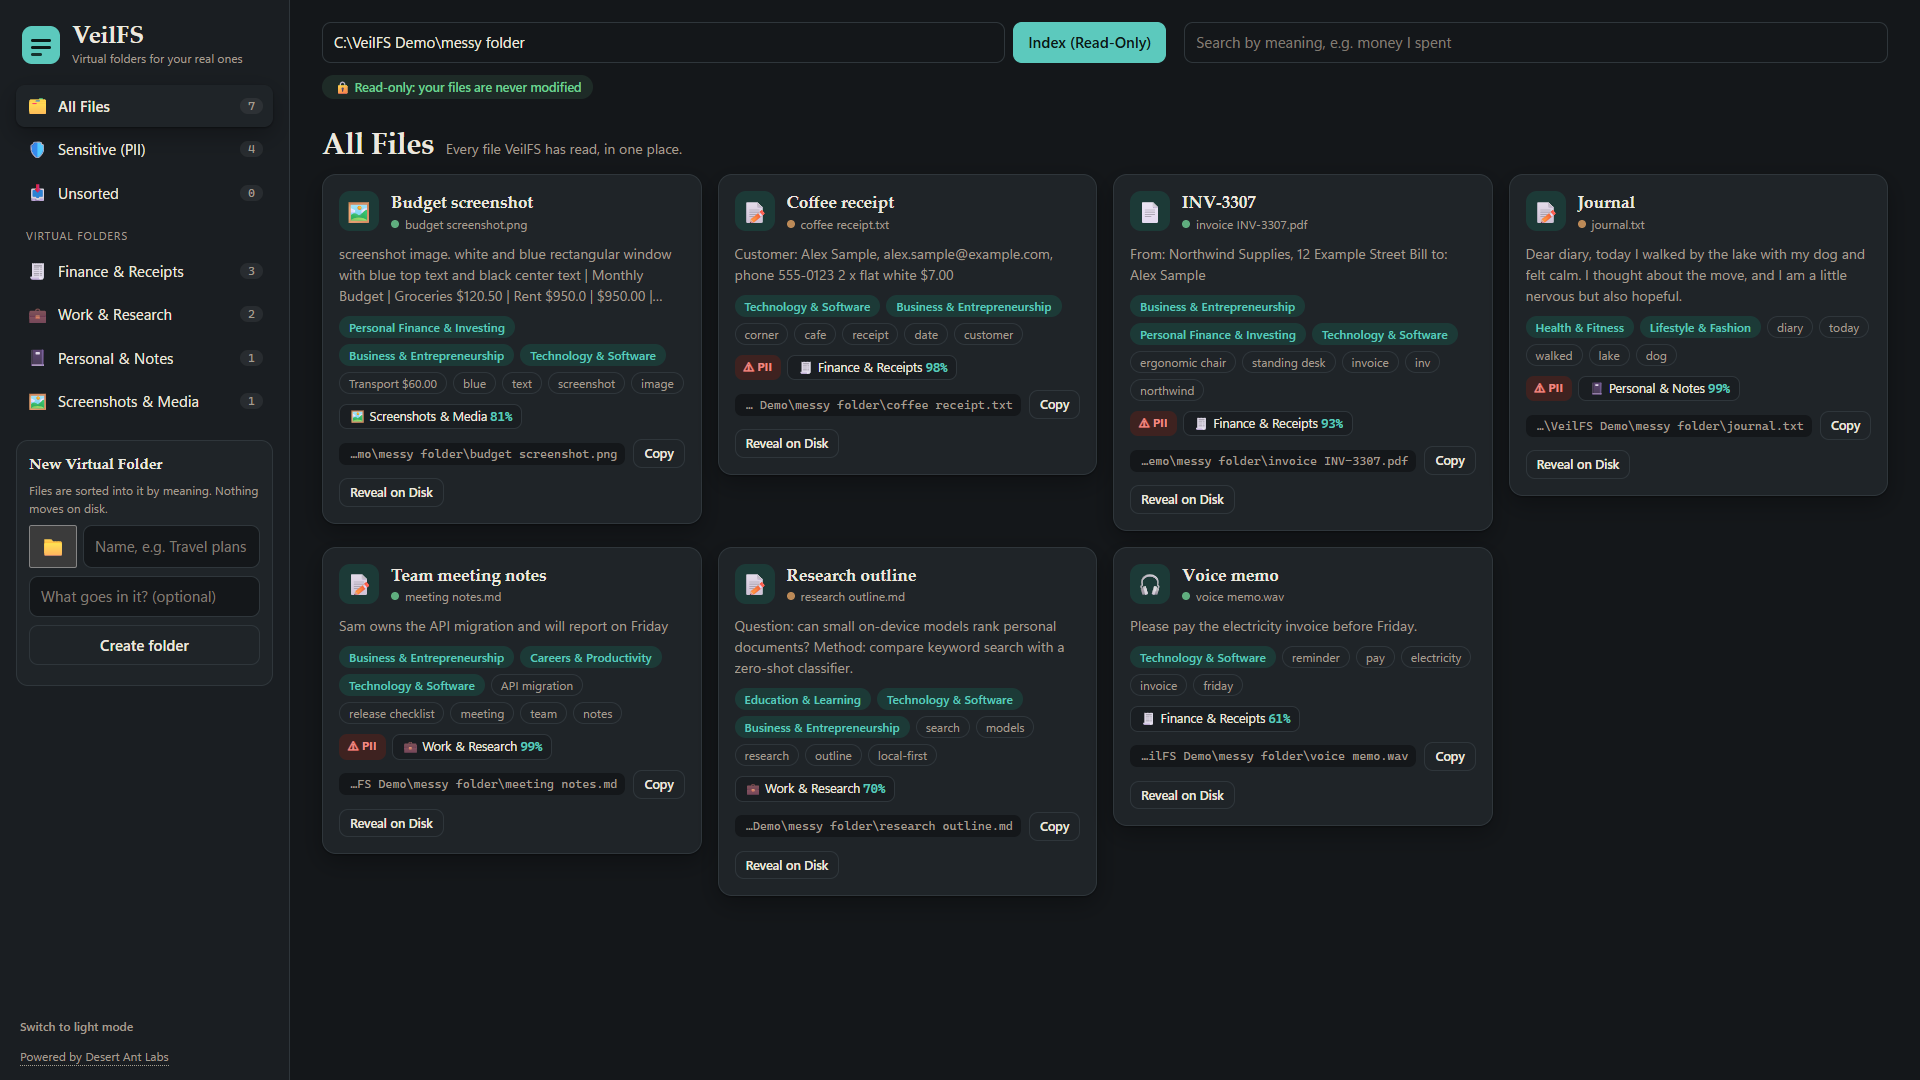 VeilFS
Virtual folders for your real ones
All Files 7
Sensitive (PII) 4
Unsorted 0
VIRTUAL FOLDERS
Finance & Receipts 3
Work & Research 2
Personal & Notes 1
Screenshots & Media 1
New Virtual Folder
Files are sorted into it by meaning. Nothing
moves on disk.
Name, e.g. Travel plans
What goes in it? (optional)
Create folder
Switch to light mode
Powered by Desert Ant Labs
C:\VeilFS Demo\messy folder
Index (Read-Only)
Search by meaning, e.g. money I spent
Read-only: your files are never modified
All Files Every file VeilFS has read, in one place.
Budget screenshot
budget screenshot.png
screenshot image. white and blue rectangular window
with blue top text and black center text | Monthly
Budget | Groceries $120.50 | Rent $950.0 | $950.00 |...
Personal Finance & Investing
Business & Entrepreneurship Technology & Software
Transport $60.00 blue text screenshot image
Screenshots & Media 81%
…mo\messy folder\budget screenshot.png Copy
Reveal on Disk
Coffee receipt
coffee receipt.txt
Customer: Alex Sample, alex.sample@example.com,
phone 555-0123 2 x flat white $7.00
Technology & Software Business & Entrepreneurship
corner cafe receipt date customer
PII Finance & Receipts 98%
… Demo\messy folder\coffee receipt.txt Copy
Reveal on Disk
INV-3307
invoice INV-3307.pdf
From: Northwind Supplies, 12 Example Street Bill to:
Alex Sample
Business & Entrepreneurship
Personal Finance & Investing Technology & Software
ergonomic chair standing desk invoice inv
northwind
PII Finance & Receipts 93%
…emo\messy folder\invoice INV-3307.pdf Copy
Reveal on Disk
Journal
journal.txt
Dear diary, today I walked by the lake with my dog and
felt calm. I thought about the move, and I am a little
nervous but also hopeful.
Health & Fitness Lifestyle & Fashion diary today
walked lake dog
PII Personal & Notes 99%
…\VeilFS Demo\messy folder\journal.txt Copy
Reveal on Disk
Team meeting notes
meeting notes.md
Sam owns the API migration and will report on Friday
Business & Entrepreneurship Careers & Productivity
Technology & Software API migration
release checklist meeting team notes
PII Work & Research 99%
…FS Demo\messy folder\meeting notes.md Copy
Reveal on Disk
Research outline
research outline.md
Question: can small on-device models rank personal
documents? Method: compare keyword search with a
zero-shot classifier.
Education & Learning Technology & Software
Business & Entrepreneurship search models
research outline local-first
Work & Research 70%
…Demo\messy folder\research outline.md Copy
Reveal on Disk
Voice memo
voice memo.wav
Please pay the electricity invoice before Friday.
Technology & Software reminder pay electricity
invoice friday
Finance & Receipts 61%
…ilFS Demo\messy folder\voice memo.wav Copy
Reveal on Disk